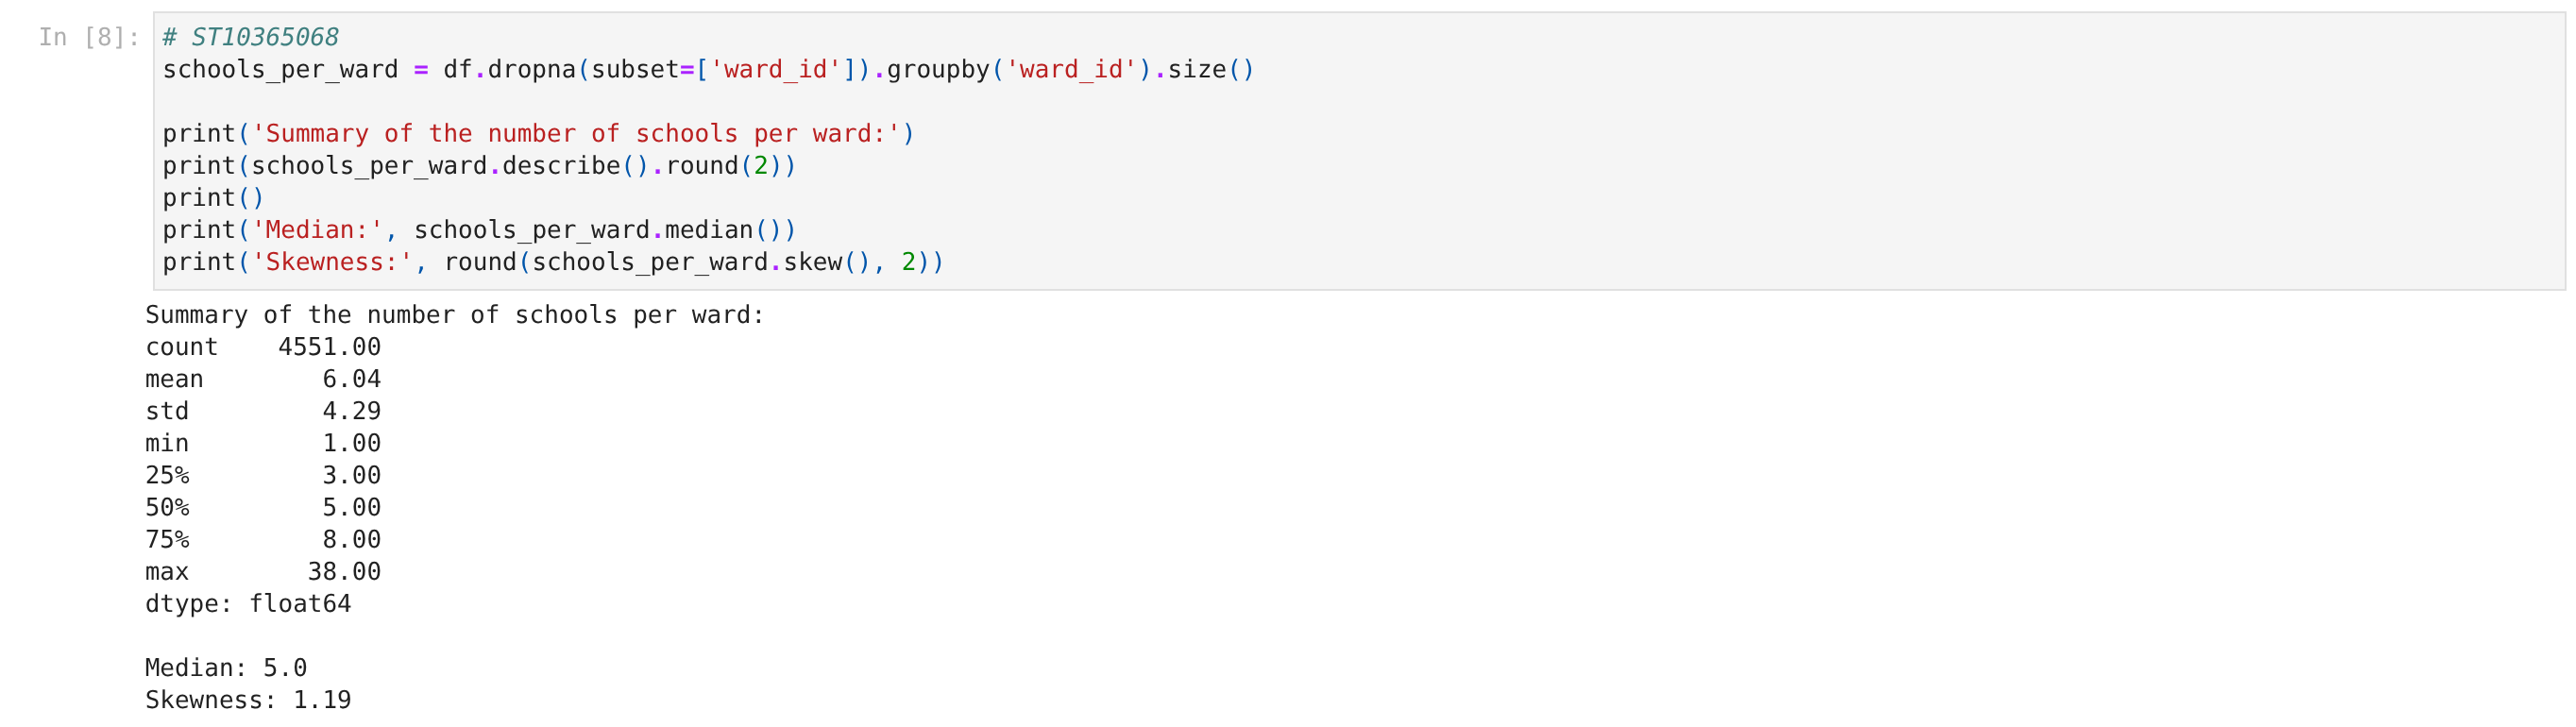 In [8]:
# ST10365068
schools_per_ward = df.dropna(subset=['ward_id']).groupby('ward_id').size()

print('Summary of the number of schools per ward:')
print(schools_per_ward.describe().round(2))
print()
print('Median:', schools_per_ward.median())
print('Skewness:', round(schools_per_ward.skew(), 2))
Summary of the number of schools per ward:
count    4551.00
mean        6.04
std         4.29
min         1.00
25%         3.00
50%         5.00
75%         8.00
max        38.00
dtype: float64

Median: 5.0
Skewness: 1.19